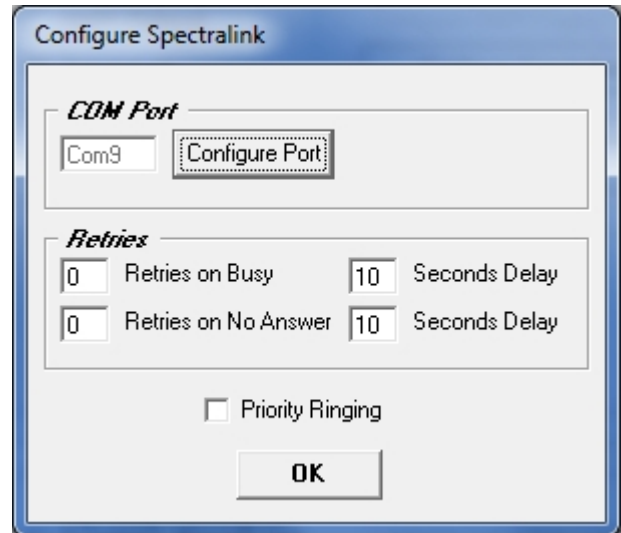 Configure Spectralink
COM Port
Com9 Configure Port
Retries
0 Retries on Busy 10 Seconds Delay
0 Retries on No Answer 10 Seconds Delay
Priority Ringing
OK